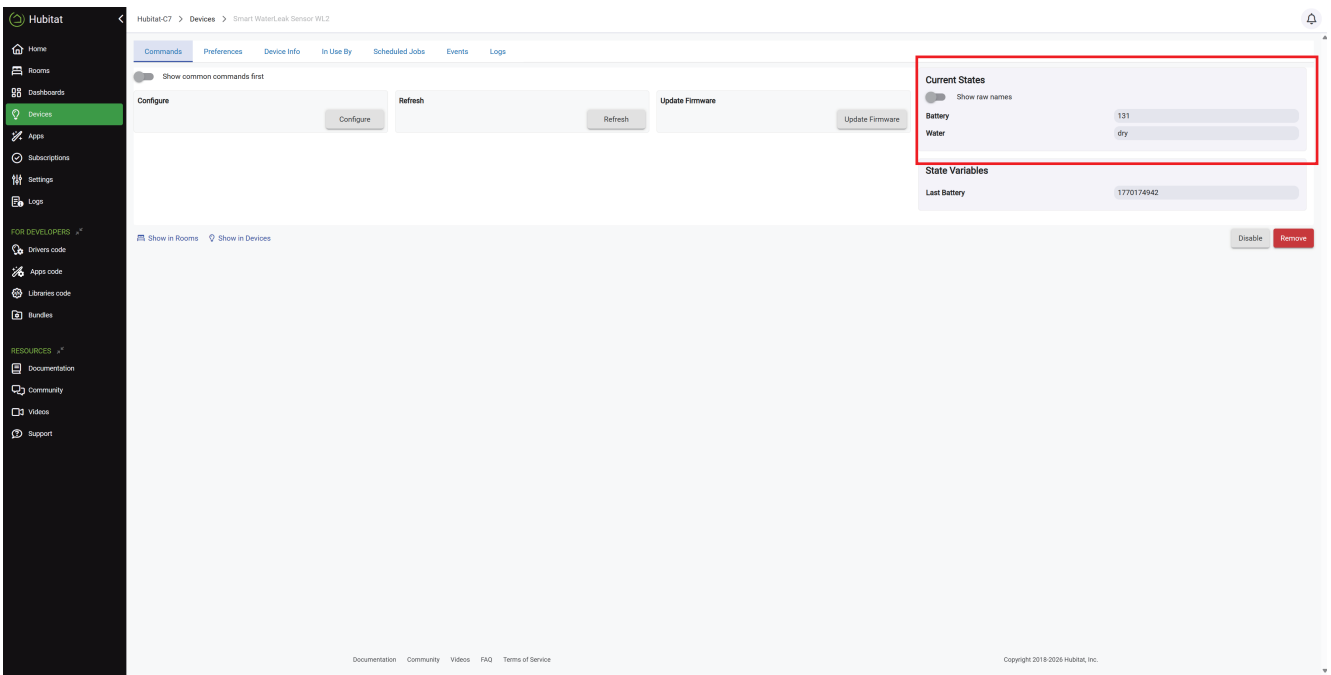 Hubitat
Hubitat-C7 > Devices > Smart WaterLeak Sensor WL2
Home
Rooms
Dashboards
Devices
Apps
Subscriptions
Settings
Logs
FOR DEVELOPERS
Drivers code
Apps code
Libraries code
Bundles
RESOURCES
Documentation
Community
Videos
Support
Commands Preferences Device Info In Use By Scheduled Jobs Events Logs
Show common commands first
Configure
Configure
Refresh
Refresh
Update Firmware
Update Firmware
Current States
Show raw names
Battery 131
Water dry
State Variables
Last Battery 1770174942
Show in Rooms Show in Devices
Disable Remove
Documentation Community Videos FAQ Terms of Service
Copyright 2018-2026 Hubitat, Inc.